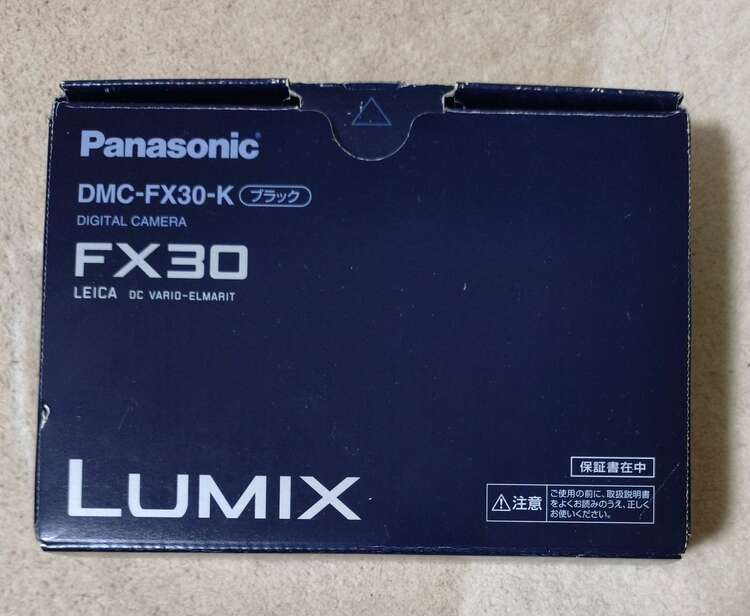 Panasonic
DMC-FX30-K ブラック
DIGITAL CAMERA
FX30
LEICA DC VARIO-ELMARIT
LUMIX
保証書在中
注意
ご使用の前に、取扱説明書
をよくお読みのうえ、正しく
お使いください。